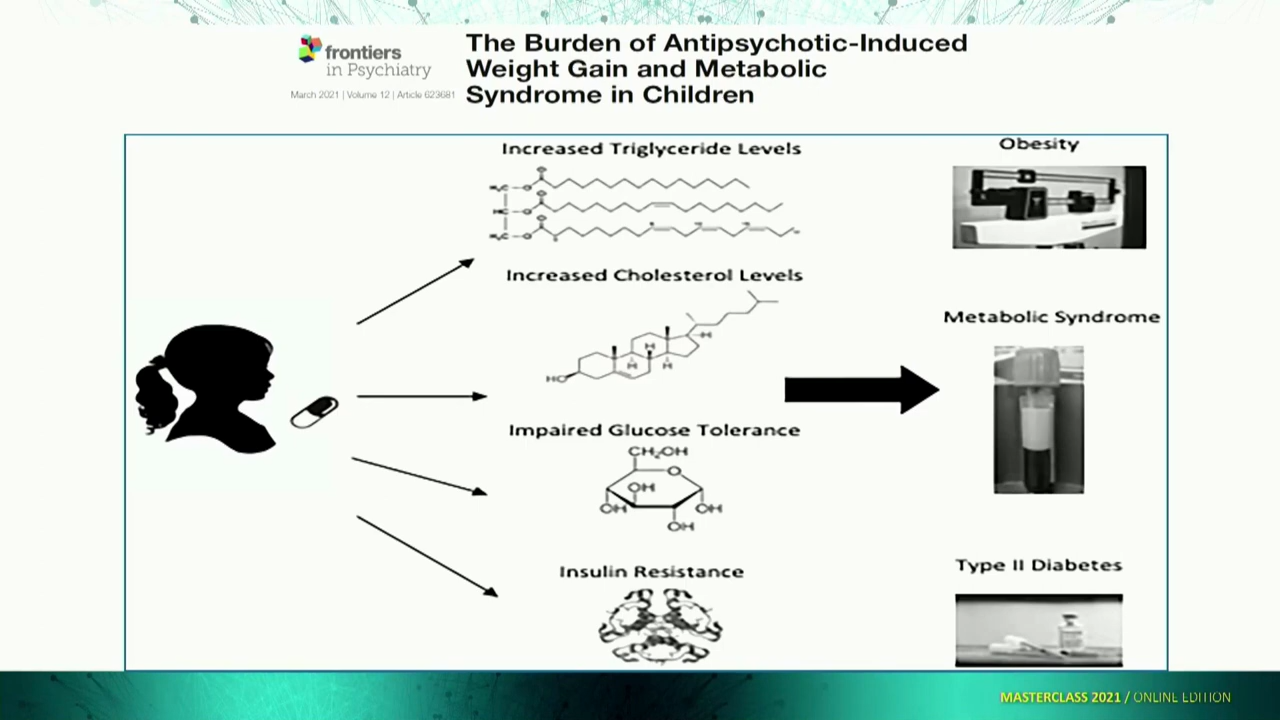 frontiers
in Psychiatry
March 2021 | Volume 12 | Article 623681
The Burden of Antipsychotic-Induced
Weight Gain and Metabolic
Syndrome in Children
Increased Triglyceride Levels
Increased Cholesterol Levels
H
H
H
H
HO
Impaired Glucose Tolerance
CH₂OH
O
OH
OH
OH
OH
Insulin Resistance
Obesity
Metabolic Syndrome
Type II Diabetes
MASTERCLASS 2021 / ONLINE EDITION